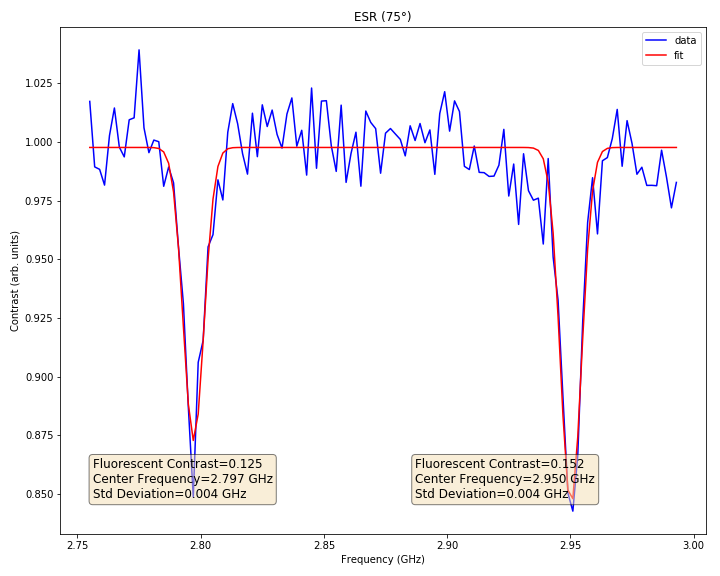 ESR (75°)
data
fit
Contrast (arb. units)
1.025
1.000
0.975
0.950
0.925
0.900
0.875
0.850
Fluorescent Contrast=0.125
Center Frequency=2.797 GHz
Std Deviation=0.004 GHz
Fluorescent Contrast=0.152
Center Frequency=2.950 GHz
Std Deviation=0.004 GHz
2.75 2.80 2.85 2.90 2.95 3.00
Frequency (GHz)